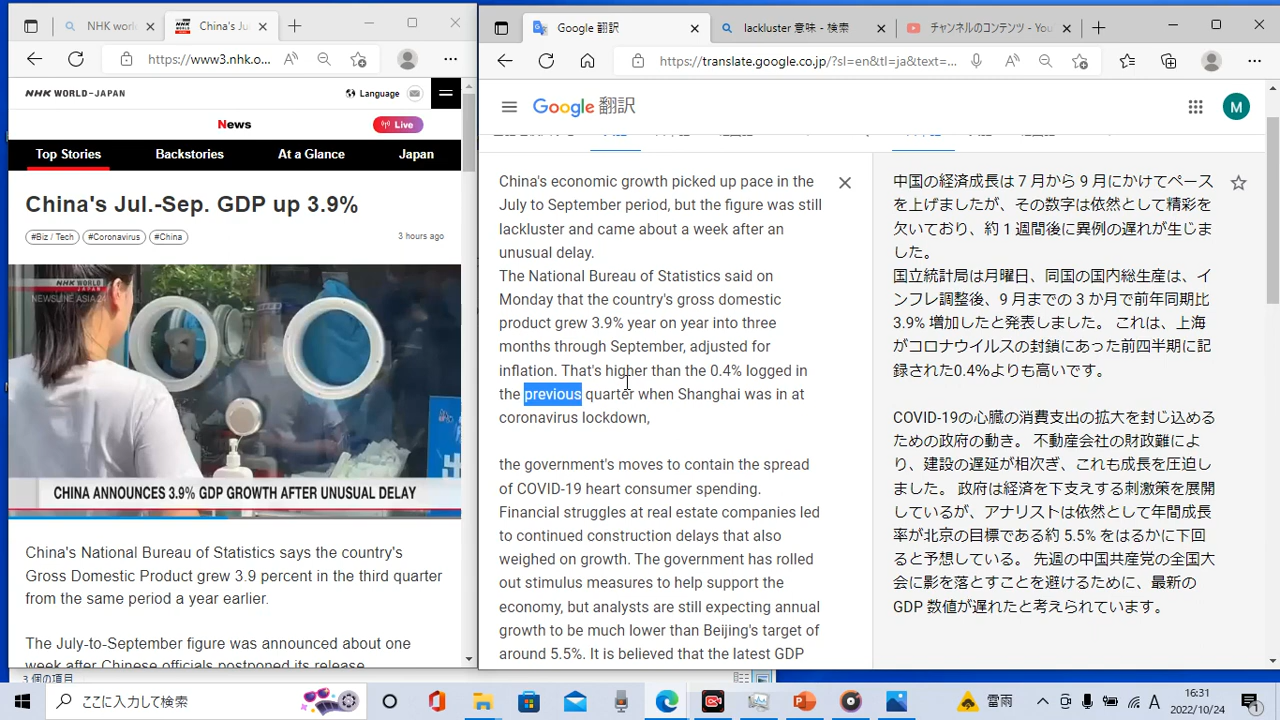 NHK worl
China's Ju
https://www3.nhk.o...
NHK WORLD-JAPAN
Language
News
Live
Top Stories
Backstories
At a Glance
Japan
China's Jul.-Sep. GDP up 3.9%
#Biz / Tech
#Coronavirus
#China
3 hours ago
NHK WORLD
NEWSLINE ASIA 24
CHINA ANNOUNCES 3.9% GDP GROWTH AFTER UNUSUAL DELAY
China's National Bureau of Statistics says the country's
Gross Domestic Product grew 3.9 percent in the third quarter
from the same period a year earlier.
The July-to-September figure was announced about one
week after Chinese officials postponed its release
3 個の項目
Google 翻訳
lackluster 意味 - 検索
チャンネルのコンテンツ - You
https://translate.google.co.jp/?sl=en&tl=ja&text=...
Google 翻訳
M
China's economic growth picked up pace in the
July to September period, but the figure was still
lackluster and came about a week after an
unusual delay.
The National Bureau of Statistics said on
Monday that the country's gross domestic
product grew 3.9% year on year into three
months through September, adjusted for
inflation. That's higher than the 0.4% logged in
the previous quarter when Shanghai was in at
coronavirus lockdown,
the government's moves to contain the spread
of COVID-19 heart consumer spending.
Financial struggles at real estate companies led
to continued construction delays that also
weighed on growth. The government has rolled
out stimulus measures to help support the
economy, but analysts are still expecting annual
growth to be much lower than Beijing's target of
around 5.5%. It is believed that the latest GDP
中国の経済成長は 7 月から 9 月にかけてペース
を上げましたが、その数字は依然として精彩を
欠いており、約 1 週間後に異例の遅れが生じま
した。
国立統計局は月曜日、同国の国内総生産は、イ
ンフレ調整後、9 月までの 3 か月で前年同期比
3.9% 増加したと発表しました。 これは、上海
がコロナウイルスの封鎖にあった前四半期に記
録された0.4%よりも高いです。
COVID-19の心臓の消費支出の拡大を封じ込める
ための政府の動き。 不動産会社の財政難によ
り、建設の遅延が相次ぎ、これも成長を圧迫し
ました。 政府は経済を下支えする刺激策を展開
しているが、アナリストは依然として年間成長
率が北京の目標である約 5.5% をはるかに下回
ると予想している。 先週の中国共産党の全国大
会に影を落とすことを避けるために、最新の
GDP 数値が遅れたと考えられています。
ここに入力して検索
雷雨
A
16:31
2022/10/24
1